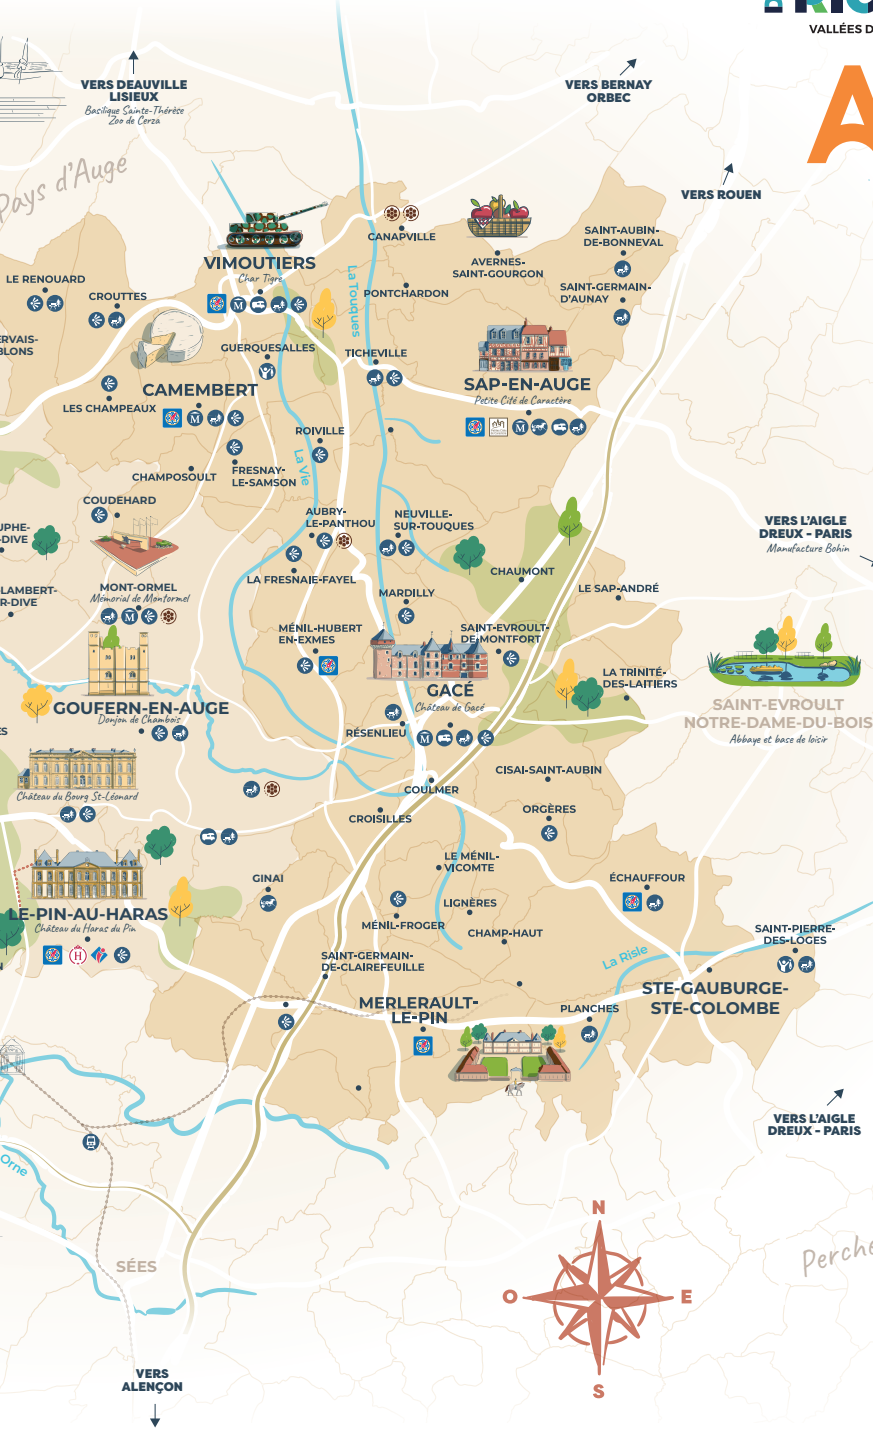 VALLÉES D
A
VERS DEAUVILLE
LISIEUX
Basilique Sainte-Thérèse
Zoo de Cerza
VERS BERNAY
ORBEC
Pays d'Auge
VERS ROUEN
CANAPVILLE
SAINT-AUBIN-
DE-BONNEVAL
VIMOUTIERS
Char Tigre
AVERNES-
SAINT-GOURGON
LE RENOUARD
CROUTTES
La Touques
PONTCHARDON
SAINT-GERMAIN-
D'AUNAY
M
ERVAIS-
BLONS
GUERQUESALLES
TICHEVILLE
CAMEMBERT
SAP-EN-AUGE
Petite Cité de Caractère
LES CHAMPEAUX
M
M
ROIVILLE
La Vie
CHAMPOSOULT
FRESNAY-
LE-SAMSON
COUDEHARD
AUBRY-
LE-PANTHOU
NEUVILLE-
SUR-TOUQUES
UPHE-
-DIVE
VERS L'AIGLE
DREUX - PARIS
Manufacture Bohin
LA FRESNAIE-FAYEL
CHAUMONT
MONT-ORMEL
Mémorial de Montormel
M
LAMBERT-
R-DIVE
MARDILLY
LE SAP-ANDRÉ
MÉNIL-HUBERT
EN-EXMES
SAINT-EVROULT-
DE-MONTFORT
LA TRINITÉ-
DES-LAITIERS
GACÉ
Château de Gacé
M
GOUFERN-EN-AUGE
Donjon de Chambois
SAINT-EVROULT
NOTRE-DAME-DU-BOIS
Abbaye et base de loisir
ES
RÉSENLIEU
CISAI-SAINT-AUBIN
Château du Bourg St-Léonard
COULMER
CROISILLES
ORGÈRES
LE MÉNIL-
VICOMTE
GINAI
ÉCHAUFFOUR
LE-PIN-AU-HARAS
Château du Haras du Pin
H
N
LIGNÈRES
MÉNIL-FROGER
CHAMP-HAUT
SAINT-PIERRE-
DES-LOGES
La Risle
SAINT-GERMAIN-
DE-CLAIREFEUILLE
STE-GAUBURGE-
STE-COLOMBE
MERLERAULT-
LE-PIN
PLANCHES
VERS L'AIGLE
DREUX - PARIS
Orne
SÉES
Perche
N
O
E
S
VERS
ALENÇON